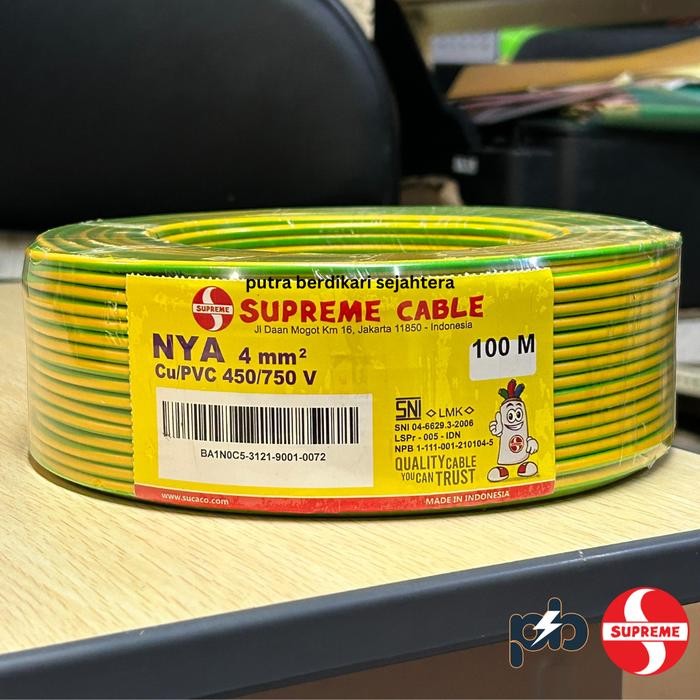 putra berdikari sejahtera
SUPREME
SUPREME CABLE
Jl Daan Mogot Km 16, Jakarta 11850 - Indonesia
NYA 4 mm²
Cu/PVC 450/750 V
100 M
BA1N0C5-3121-9001-0072
SNI LMK
SNI 04-6629.3-2006
LSPr - 005 - IDN
NPB 1-111-001-210104-5
QUALITY CABLE
YOU CAN TRUST
www.sucaco.com
MADE IN INDONESIA
pb
SUPREME